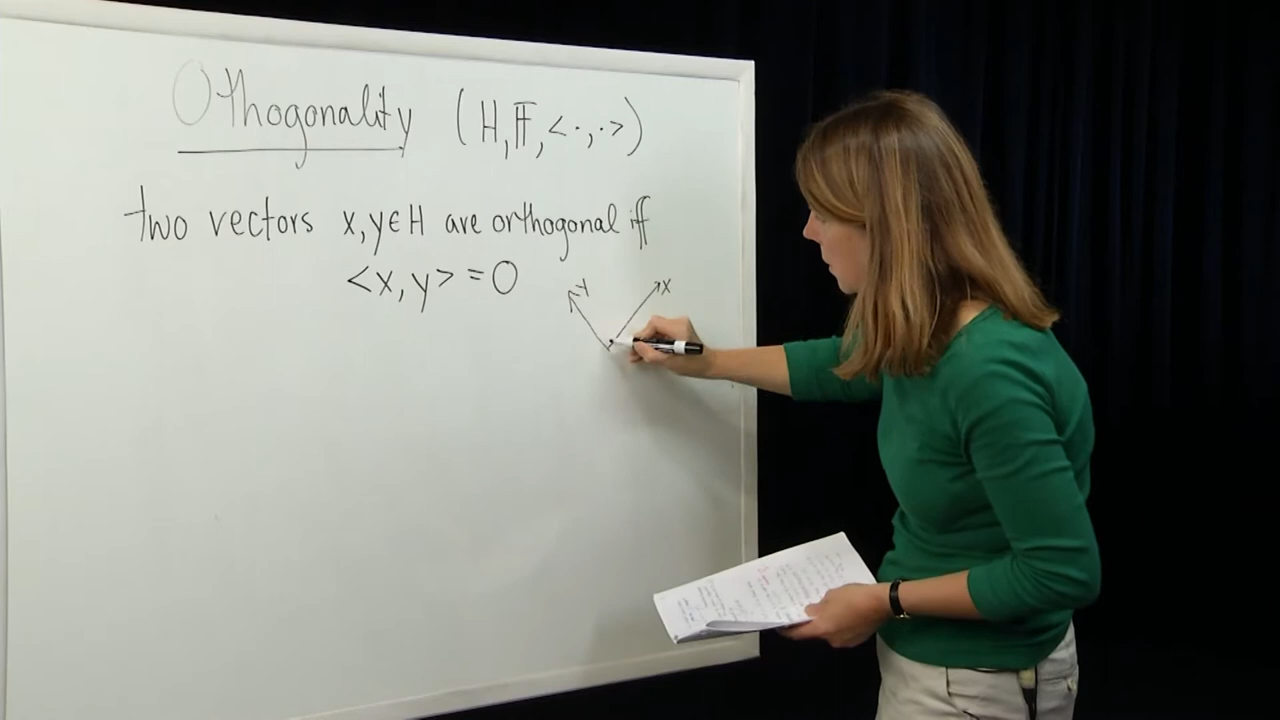 Orthogonality (H, 𝔽, <·,·>)
two vectors x,y∈H are orthogonal iff
<x,y> = 0
y x